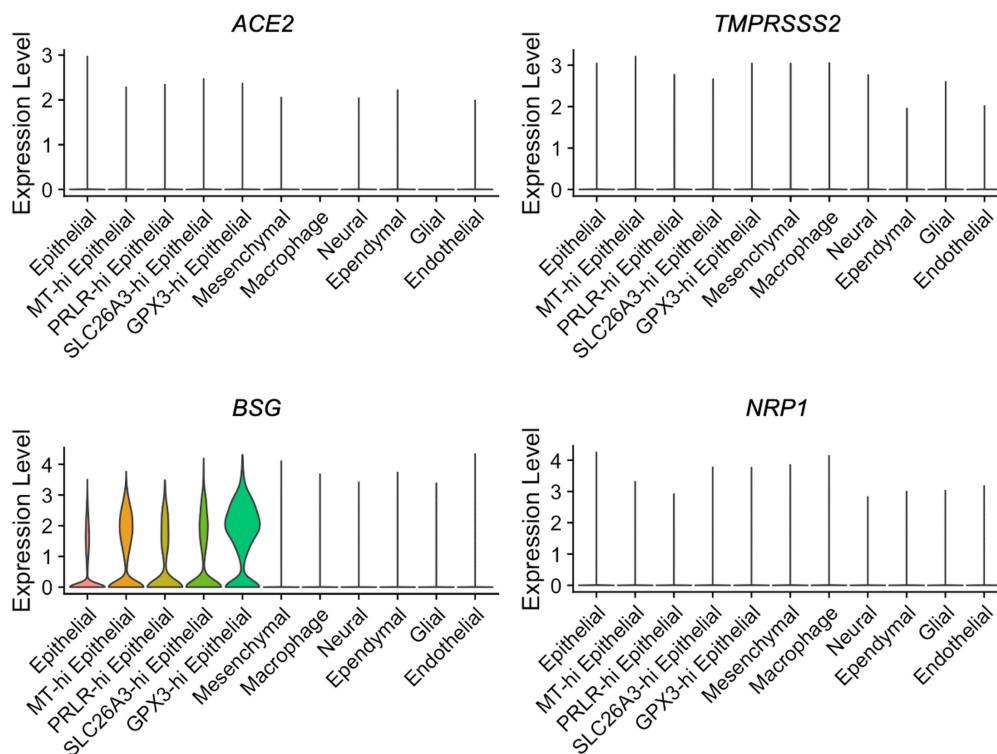 ACE2
Expression Level
3
2
1
0
Epithelial
MT-hi Epithelial
PRLR-hi Epithelial
SLC26A3-hi Epithelial
GPX3-hi Epithelial
Mesenchymal
Macrophage
Neural
Ependymal
Glial
Endothelial
TMPRSSS2
Expression Level
3
2
1
0
Epithelial
MT-hi Epithelial
PRLR-hi Epithelial
SLC26A3-hi Epithelial
GPX3-hi Epithelial
Mesenchymal
Macrophage
Neural
Ependymal
Glial
Endothelial
BSG
Expression Level
4
3
2
1
0
Epithelial
MT-hi Epithelial
PRLR-hi Epithelial
SLC26A3-hi Epithelial
GPX3-hi Epithelial
Mesenchymal
Macrophage
Neural
Ependymal
Glial
Endothelial
NRP1
Expression Level
4
3
2
1
0
Epithelial
MT-hi Epithelial
PRLR-hi Epithelial
SLC26A3-hi Epithelial
GPX3-hi Epithelial
Mesenchymal
Macrophage
Neural
Ependymal
Glial
Endothelial